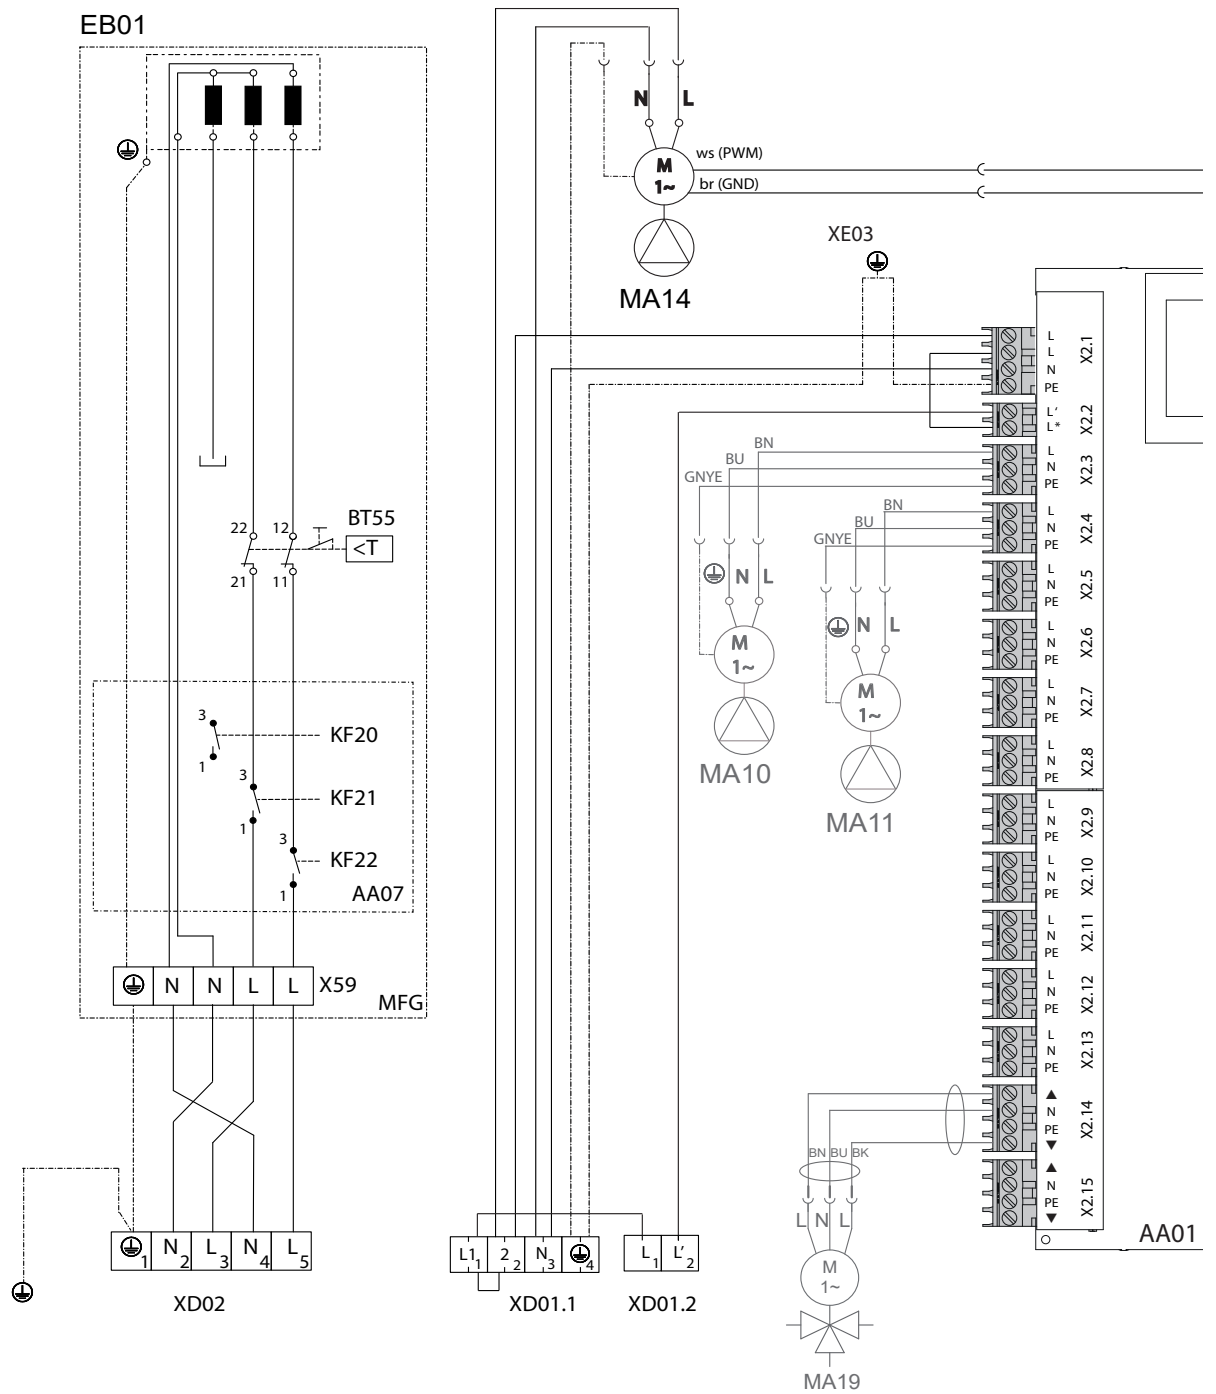 EB01
N L
M
1~
ws (PWM)
br (GND)
MA14
XE03
L
L
N
PE
X2.1
L′
L*
X2.2
L
N
PE
X2.3
L
N
PE
X2.4
L
N
PE
X2.5
L
N
PE
X2.6
L
N
PE
X2.7
L
N
PE
X2.8
L
N
PE
X2.9
L
N
PE
X2.10
L
N
PE
X2.11
L
N
PE
X2.12
L
N
PE
X2.13
▲
N
PE
▼
X2.14
▲
N
PE
▼
X2.15
AA01
BN
BU
GNYE
N L
M
1~
MA10
BN
BU
GNYE
N L
M
1~
MA11
22 12
BT55
<T
21 11
3
KF20
1
3
KF21
1
3
KF22
1
AA07
N N L L X59
MFG
1 N2 L3 N4 L5
XD02
L1 1 2 2 N 3 4
XD01.1
L 1 L′ 2
XD01.2
BN BU BK
L N L
M
1~
MA19